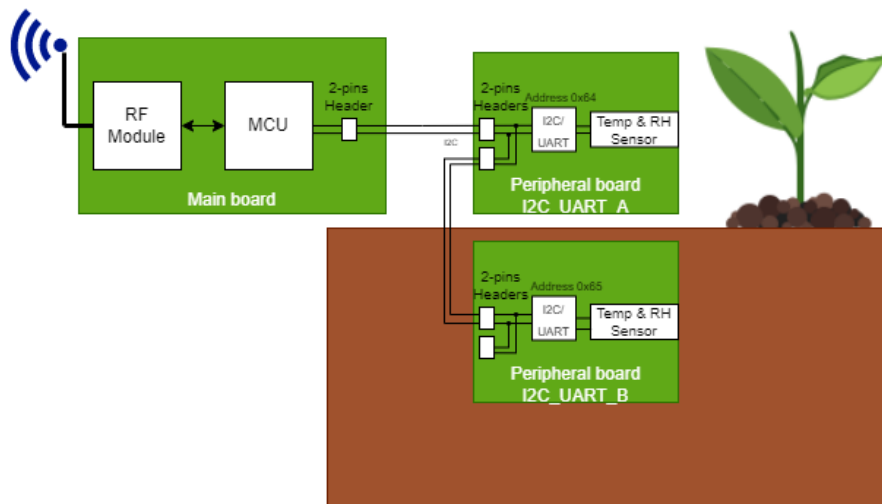 RF
Module
MCU
2-pins
Header
Main board
I2C
2-pins
Headers
Address 0x64
I2C/
UART
Temp & RH
Sensor
Peripheral board
I2C_UART_A
2-pins
Headers
Address 0x65
I2C/
UART
Temp & RH
Sensor
Peripheral board
I2C_UART_B